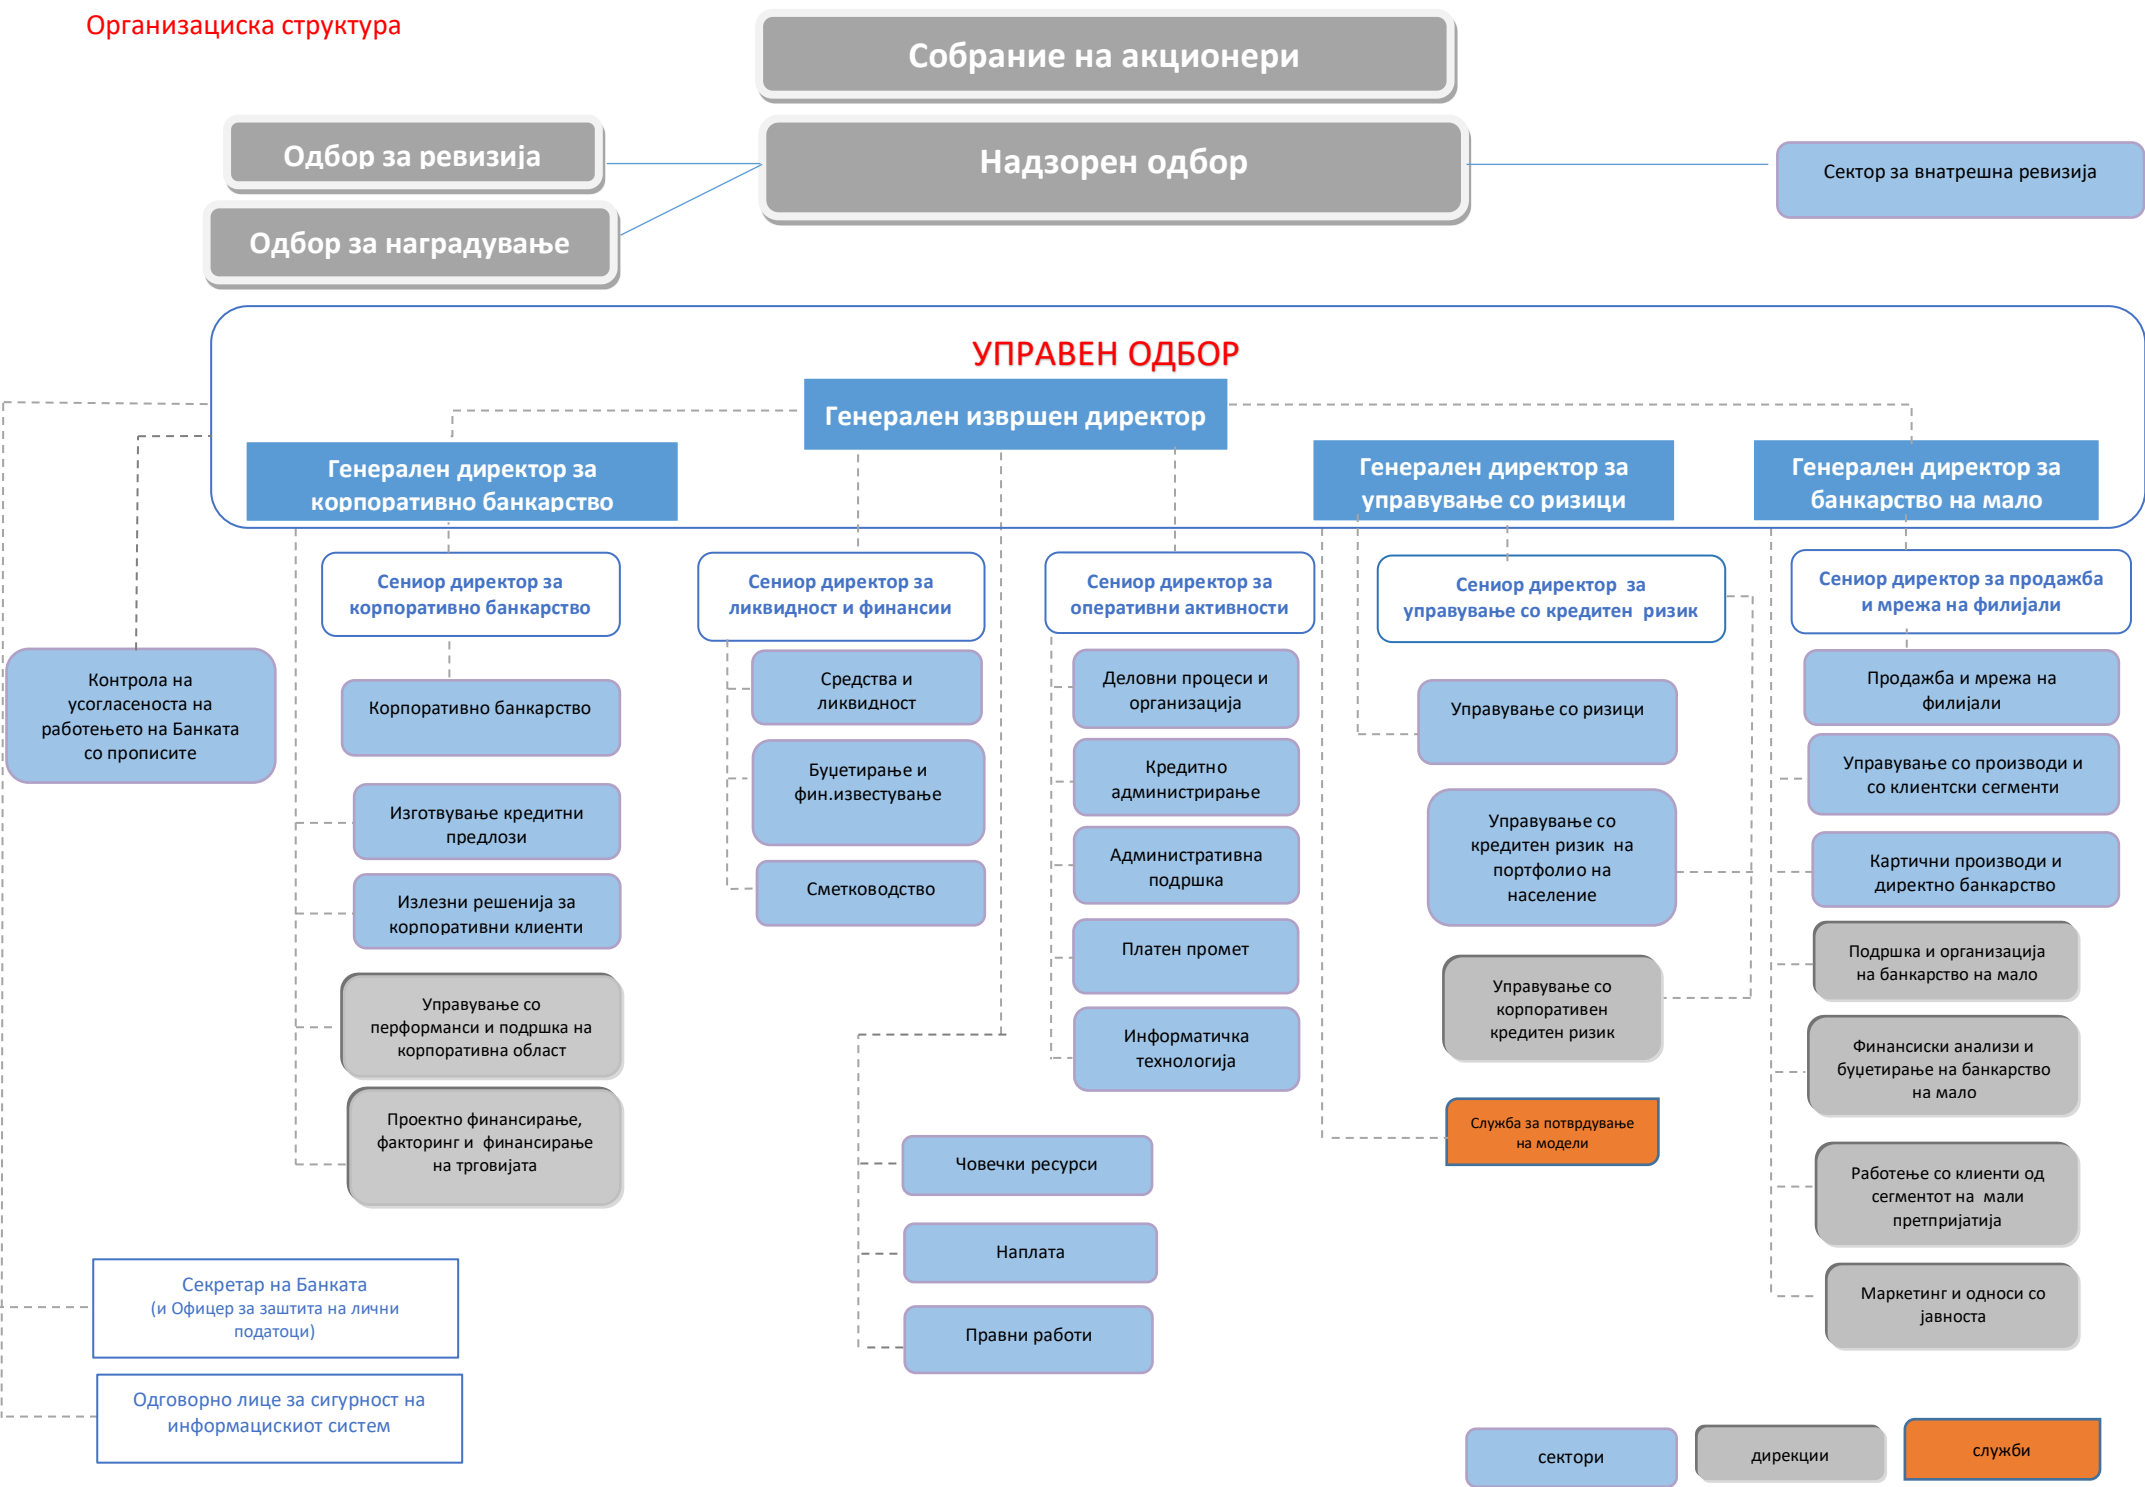 Организациска структура
Собрание на акционери
Одбор за ревизија
Надзорен одбор
Сектор за внатрешна ревизија
Одбор за наградување
УПРАВЕН ОДБОР
Генерален извршен директор
Генерален директор за
корпоративно банкарство
Генерален директор за
управување со ризици
Генерален директор за
банкарство на мало
Сениор директор за
корпоративно банкарство
Сениор директор за
ликвидност и финансии
Сениор директор за
оперативни активности
Сениор директор за
управување со кредитен ризик
Сениор директор за продажба
и мрежа на филијали
Контрола на
усогласеноста на
работењето на Банката
со прописите
Корпоративно банкарство
Изготвување кредитни
предлози
Излезни решенија за
корпоративни клиенти
Управување со
перформанси и подршка на
корпоративна област
Проектно финансирање,
факторинг и финансирање
на трговијата
Средства и
ликвидност
Буџетирање и
фин.известување
Сметководство
Деловни процеси и
организација
Кредитно
администрирање
Административна
подршка
Платен промет
Информатичка
технологија
Човечки ресурси
Наплата
Правни работи
Управување со ризици
Управување со
кредитен ризик на
портфолио на
население
Управување со
корпоративен
кредитен ризик
Служба за потврдување
на модели
Продажба и мрежа на
филијали
Управување со производи и
со клиентски сегменти
Картични производи и
директно банкарство
Подршка и организација
на банкарство на мало
Финансиски анализи и
буџетирање на банкарство
на мало
Работење со клиенти од
сегментот на мали
претпријатија
Маркетинг и односи со
јавноста
Секретар на Банката
(и Офицер за заштита на лични
податоци)
Одговорно лице за сигурност на
информацискиот систем
сектори
дирекции
служби